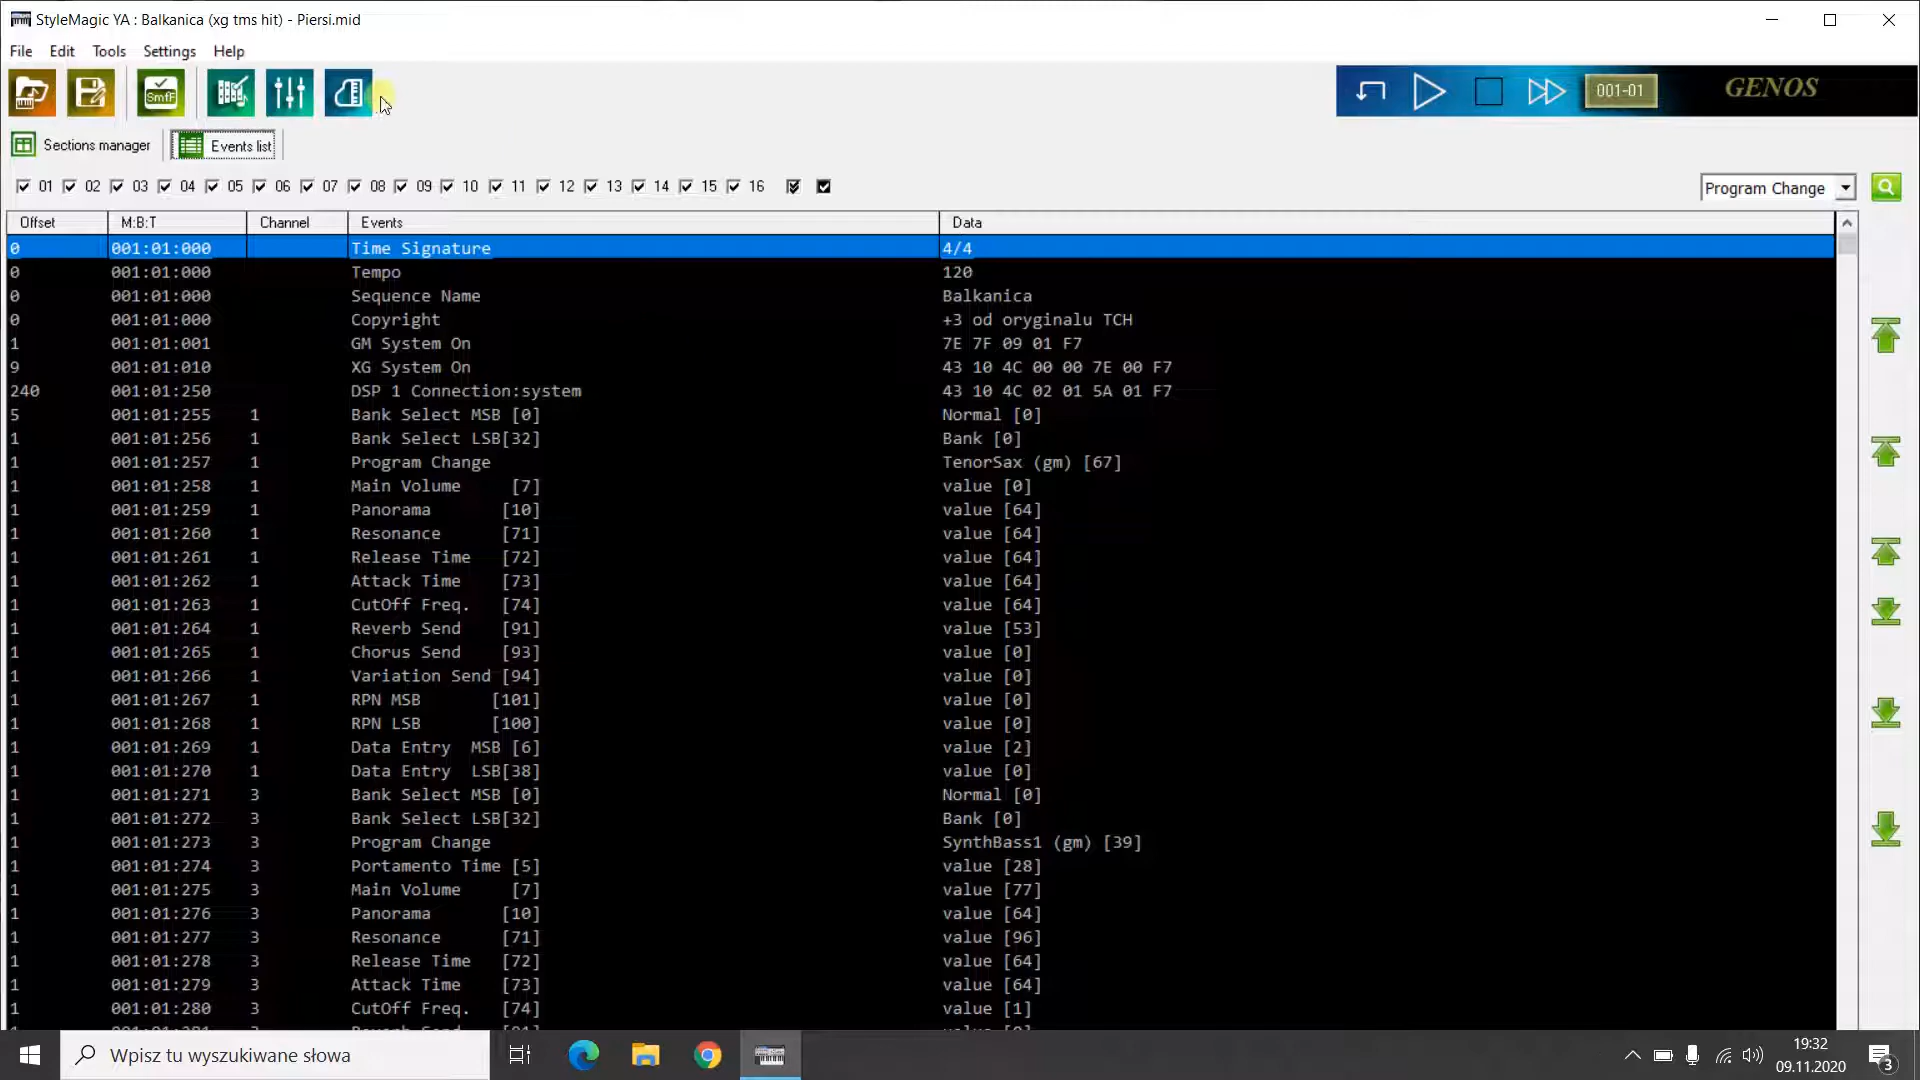 StyleMagic YA : Balkanica (xg tms hit) - Piersi.mid
File Edit Tools Settings Help
SmfF
001-01
GENOS
Sections manager Events list
01 02 03 04 05 06 07 08 09 10 11 12 13 14 15 16
Program Change
Offset M:B:T Channel Events Data
0 001:01:000 Time Signature 4/4
0 001:01:000 Tempo 120
0 001:01:000 Sequence Name Balkanica
0 001:01:000 Copyright +3 od oryginalu TCH
1 001:01:001 GM System On 7E 7F 09 01 F7
9 001:01:010 XG System On 43 10 4C 00 00 7E 00 F7
240 001:01:250 DSP 1 Connection:system 43 10 4C 02 01 5A 01 F7
5 001:01:255 1 Bank Select MSB [0] Normal [0]
1 001:01:256 1 Bank Select LSB[32] Bank [0]
1 001:01:257 1 Program Change TenorSax (gm) [67]
1 001:01:258 1 Main Volume [7] value [0]
1 001:01:259 1 Panorama [10] value [64]
1 001:01:260 1 Resonance [71] value [64]
1 001:01:261 1 Release Time [72] value [64]
1 001:01:262 1 Attack Time [73] value [64]
1 001:01:263 1 CutOff Freq. [74] value [64]
1 001:01:264 1 Reverb Send [91] value [53]
1 001:01:265 1 Chorus Send [93] value [0]
1 001:01:266 1 Variation Send [94] value [0]
1 001:01:267 1 RPN MSB [101] value [0]
1 001:01:268 1 RPN LSB [100] value [0]
1 001:01:269 1 Data Entry MSB [6] value [2]
1 001:01:270 1 Data Entry LSB[38] value [0]
1 001:01:271 3 Bank Select MSB [0] Normal [0]
1 001:01:272 3 Bank Select LSB[32] Bank [0]
1 001:01:273 3 Program Change SynthBass1 (gm) [39]
1 001:01:274 3 Portamento Time [5] value [28]
1 001:01:275 3 Main Volume [7] value [77]
1 001:01:276 3 Panorama [10] value [64]
1 001:01:277 3 Resonance [71] value [96]
1 001:01:278 3 Release Time [72] value [64]
1 001:01:279 3 Attack Time [73] value [64]
1 001:01:280 3 CutOff Freq. [74] value [1]
Wpisz tu wyszukiwane słowa
19:32
09.11.2020
3